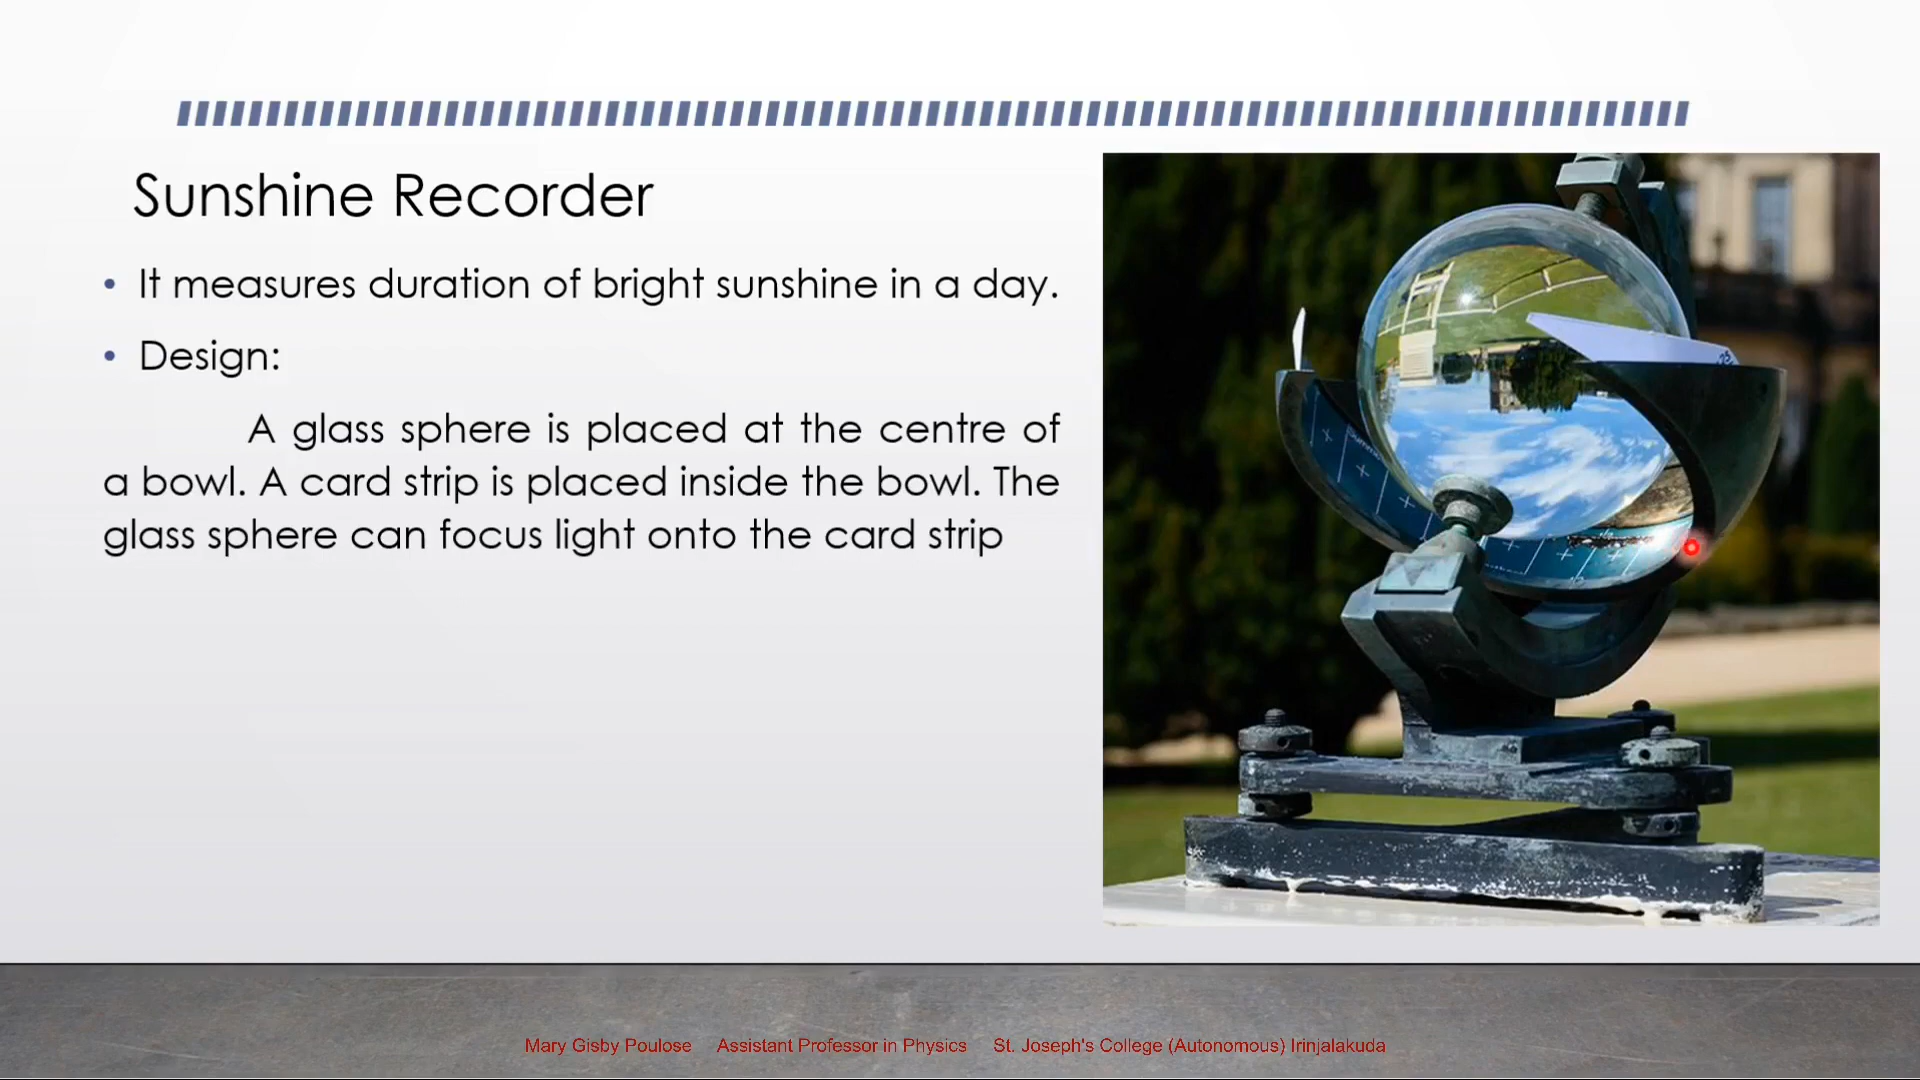 Sunshine Recorder
• It measures duration of bright sunshine in a day.
• Design:
A glass sphere is placed at the centre of
a bowl. A card strip is placed inside the bowl. The
glass sphere can focus light onto the card strip
Mary Gisby Poulose Assistant Professor in Physics St. Joseph's College (Autonomous) Irinjalakuda